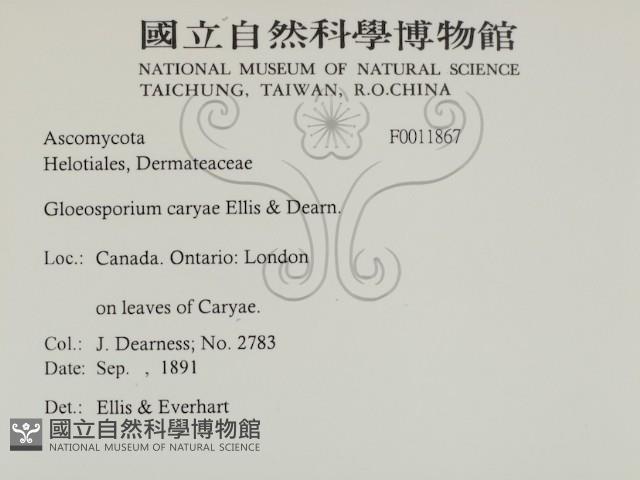 國立自然科學博物館
NATIONAL MUSEUM OF NATURAL SCIENCE
TAICHUNG, TAIWAN, R.O.CHINA
Ascomycota F0011867
Helotiales, Dermateaceae
Gloeosporium caryae Ellis & Dearn.
Loc.: Canada. Ontario: London
on leaves of Caryae.
Col.: J. Dearness; No. 2783
Date: Sep. , 1891
Det.: Ellis & Everhart
國立自然科學博物館
NATIONAL MUSEUM OF NATURAL SCIENCE